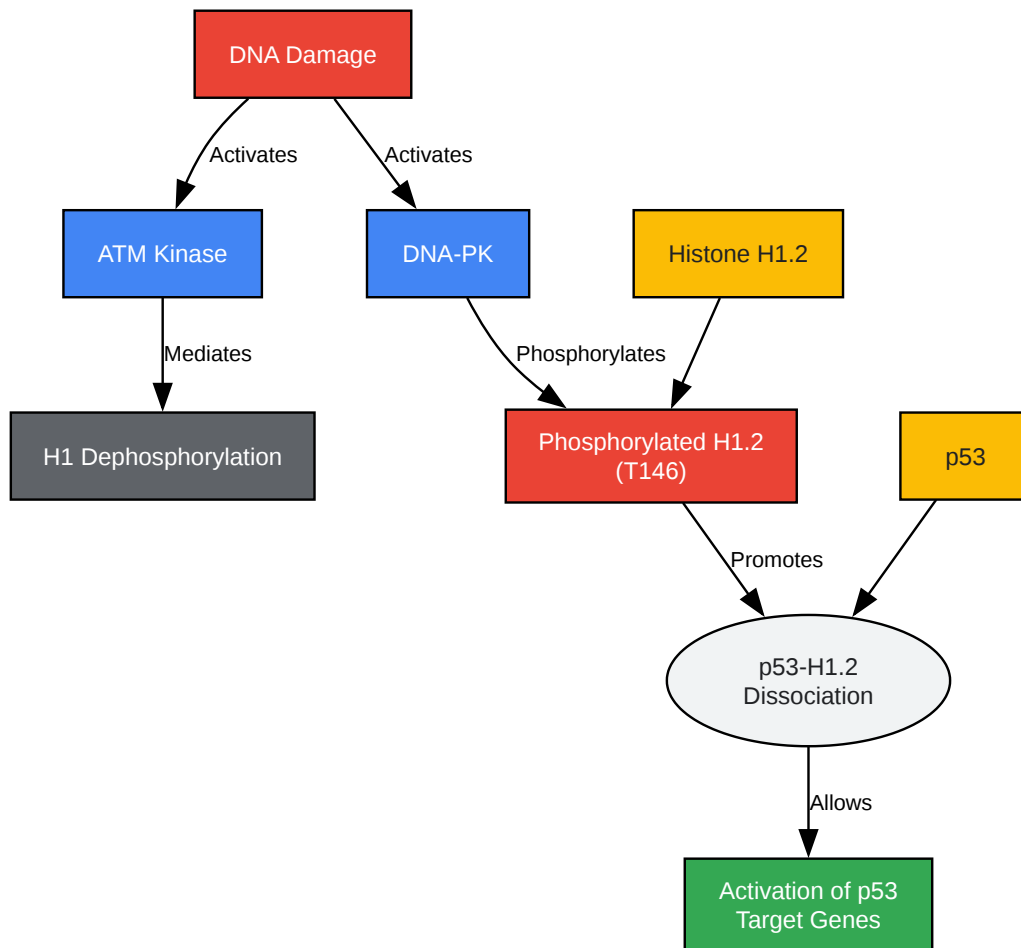 DNA Damage
Activates
Activates
ATM Kinase
DNA-PK
Histone H1.2
Mediates
Phosphorylates
H1 Dephosphorylation
Phosphorylated H1.2
(T146)
p53
Promotes
p53-H1.2
Dissociation
Allows
Activation of p53
Target Genes